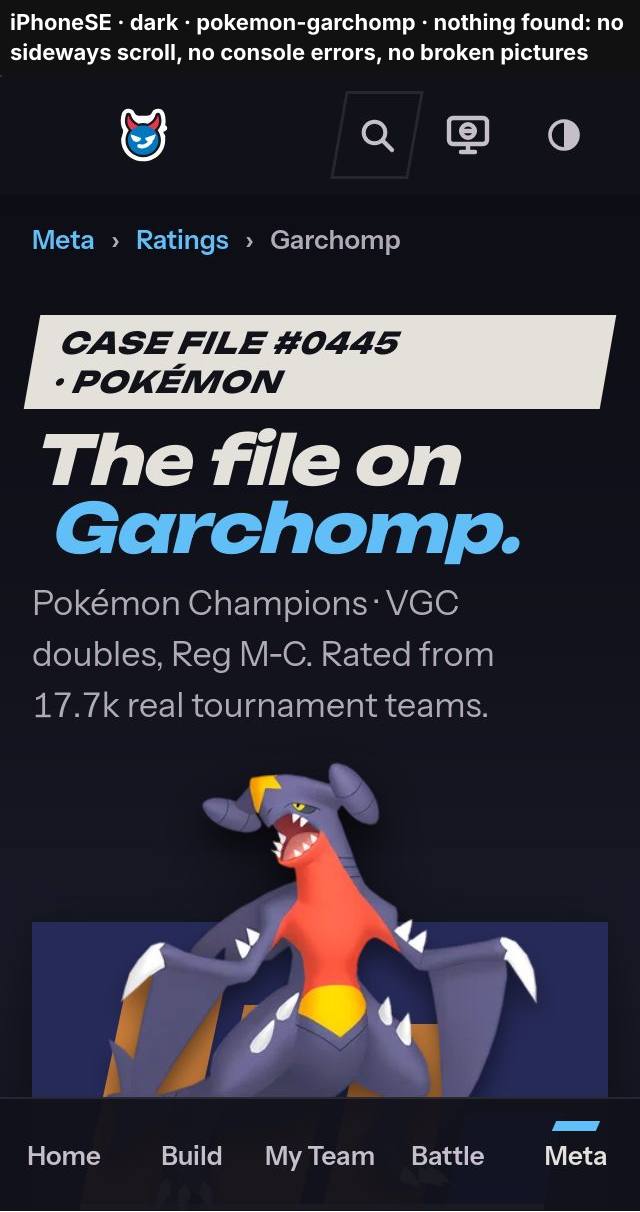 iPhoneSE · dark · pokemon-garchomp · nothing found: no
sideways scroll, no console errors, no broken pictures
Meta › Ratings › Garchomp
CASE FILE #0445
· POKÉMON
The file on
Garchomp.
Pokémon Champions · VGC
doubles, Reg M-C. Rated from
17.7k real tournament teams.
Home Build My Team Battle Meta